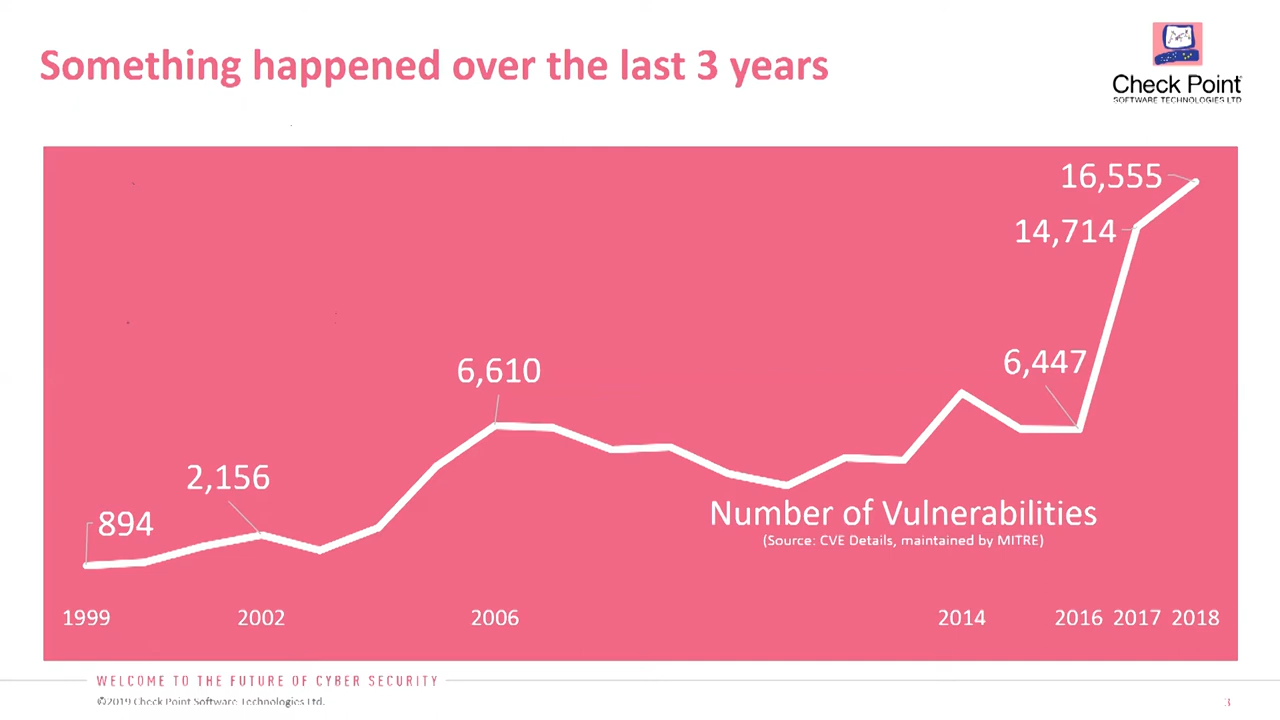 Something happened over the last 3 years
Check Point
SOFTWARE TECHNOLOGIES LTD
16,555
14,714
6,447
6,610
2,156
894
Number of Vulnerabilities
(Source: CVE Details, maintained by MITRE)
1999 2002 2006 2014 2016 2017 2018
WELCOME TO THE FUTURE OF CYBER SECURITY
©2019 Check Point Software Technologies Ltd.
3